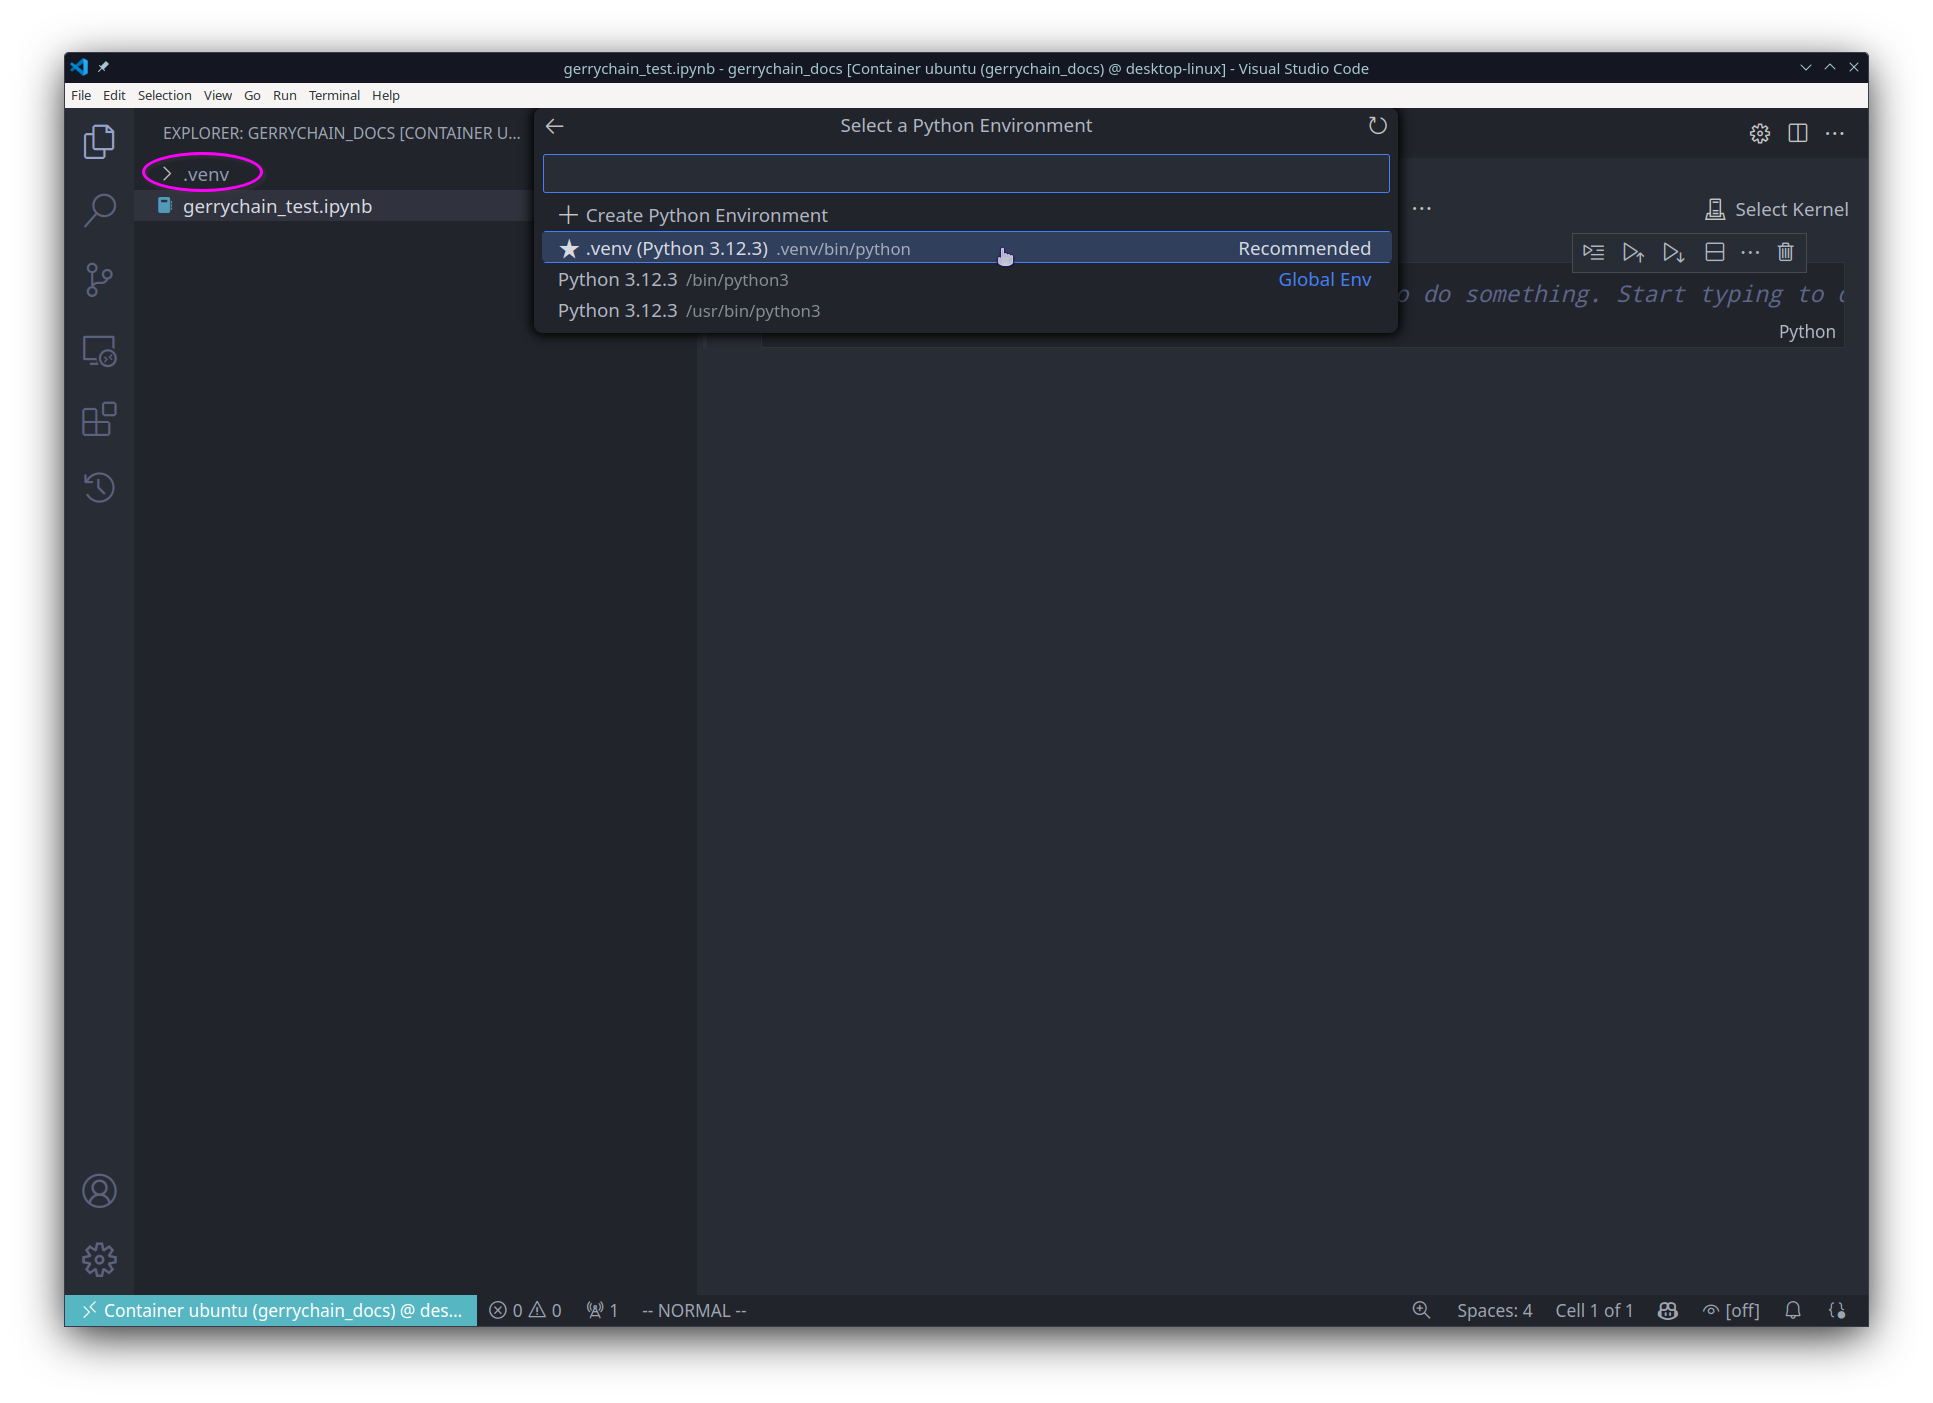 gerrychain_test.ipynb - gerrychain_docs [Container ubuntu (gerrychain_docs) @ desktop-linux] - Visual Studio Code
File Edit Selection View Go Run Terminal Help
EXPLORER: GERRYCHAIN_DOCS [CONTAINER U...
.venv
gerrychain_test.ipynb
Select a Python Environment
Create Python Environment
.venv (Python 3.12.3) .venv/bin/python Recommended
Python 3.12.3 /bin/python3 Global Env
Python 3.12.3 /usr/bin/python3
Select Kernel
do something. Start typing to
Python
Container ubuntu (gerrychain_docs) @ des... 0 0 1 -- NORMAL -- Spaces: 4 Cell 1 of 1 [off]